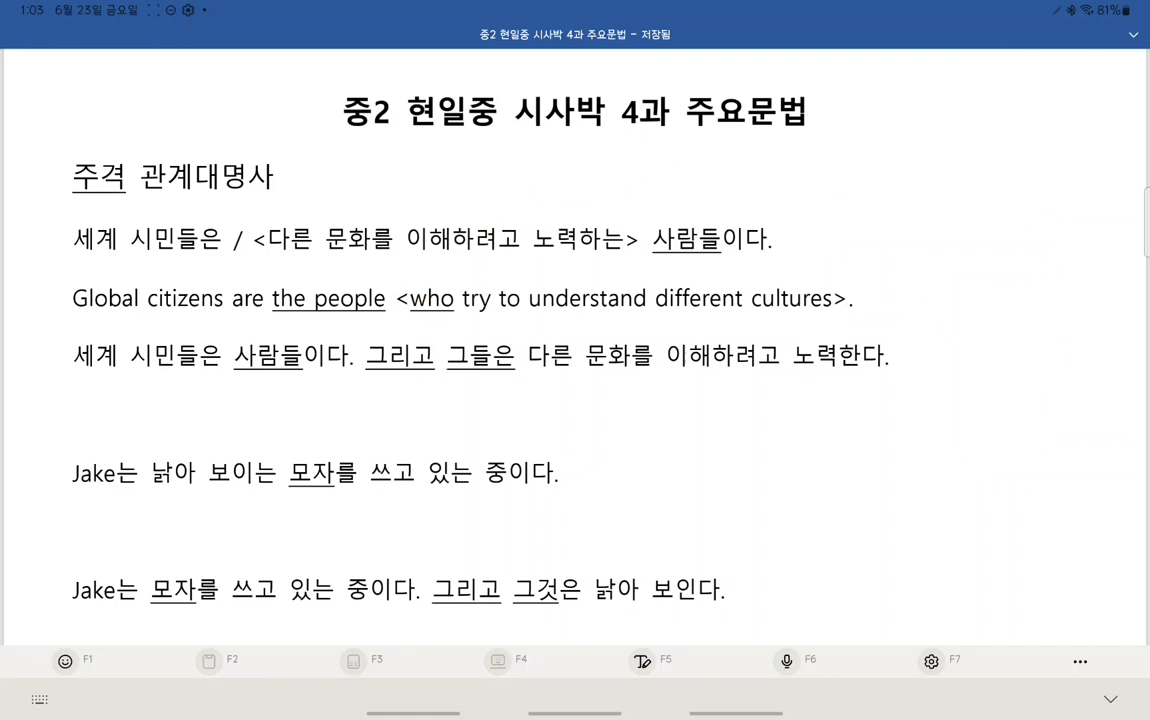 1:03 6월 23일 금요일 81%
중2 현일중 시사박 4과 주요문법 – 저장됨
중2 현일중 시사박 4과 주요문법
주격 관계대명사
세계 시민들은 / <다른 문화를 이해하려고 노력하는> 사람들이다.
Global citizens are the people <who try to understand different cultures>.
세계 시민들은 사람들이다. 그리고 그들은 다른 문화를 이해하려고 노력한다.
Jake는 낡아 보이는 모자를 쓰고 있는 중이다.
Jake는 모자를 쓰고 있는 중이다. 그리고 그것은 낡아 보인다.
F1 F2 F3 F4 F5 F6 F7